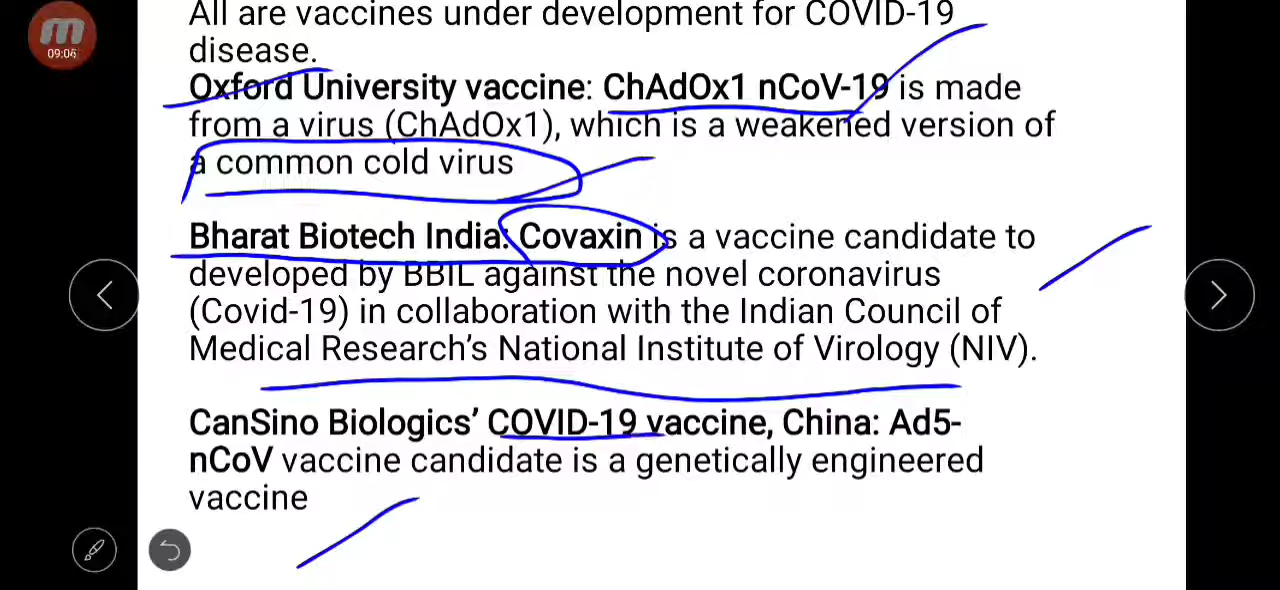 All are vaccines under development for COVID-19
disease.
m
09:05
Oxford University vaccine: ChAdOx1 nCoV-19 is made
from a virus (ChAdOx1), which is a weakened version of
a common cold virus
Bharat Biotech India: Covaxin is a vaccine candidate to
developed by BBIL against the novel coronavirus
(Covid-19) in collaboration with the Indian Council of
Medical Research’s National Institute of Virology (NIV).
CanSino Biologics’ COVID-19 vaccine, China: Ad5-
nCoV vaccine candidate is a genetically engineered
vaccine